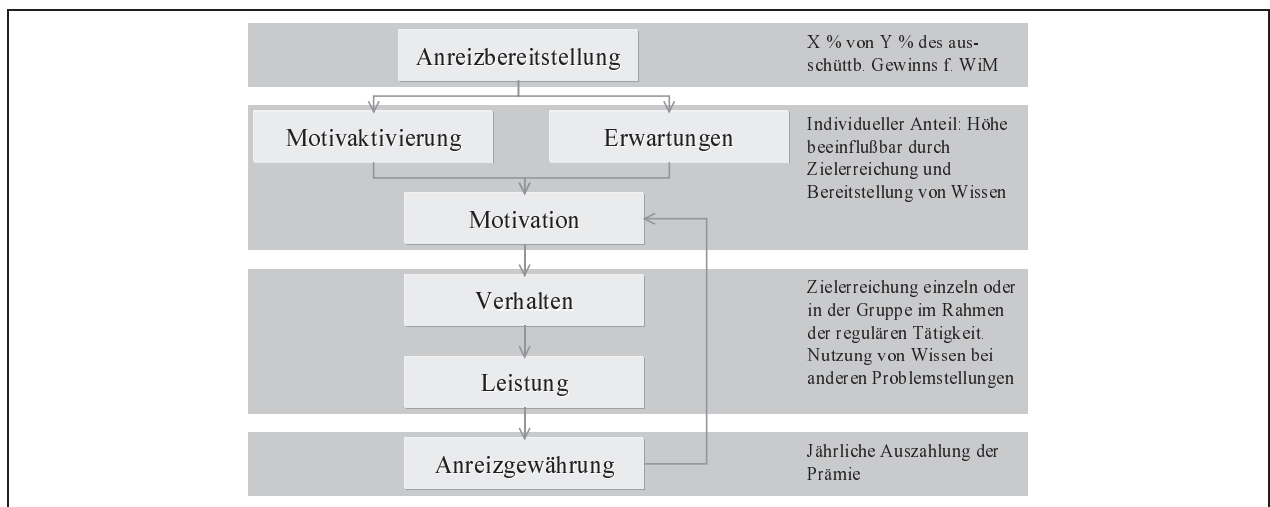 Anreizbereitstellung
X % von Y % des aus-
schüttb. Gewinns f. WiM
Motivaktivierung
Erwartungen
Individueller Anteil: Höhe
beeinflußbar durch
Zielerreichung und
Bereitstellung von Wissen
Motivation
Verhalten
Zielerreichung einzeln oder
in der Gruppe im Rahmen
der regulären Tätigkeit.
Nutzung von Wissen bei
anderen Problemstellungen
Leistung
Anreizgewährung
Jährliche Auszahlung der
Prämie